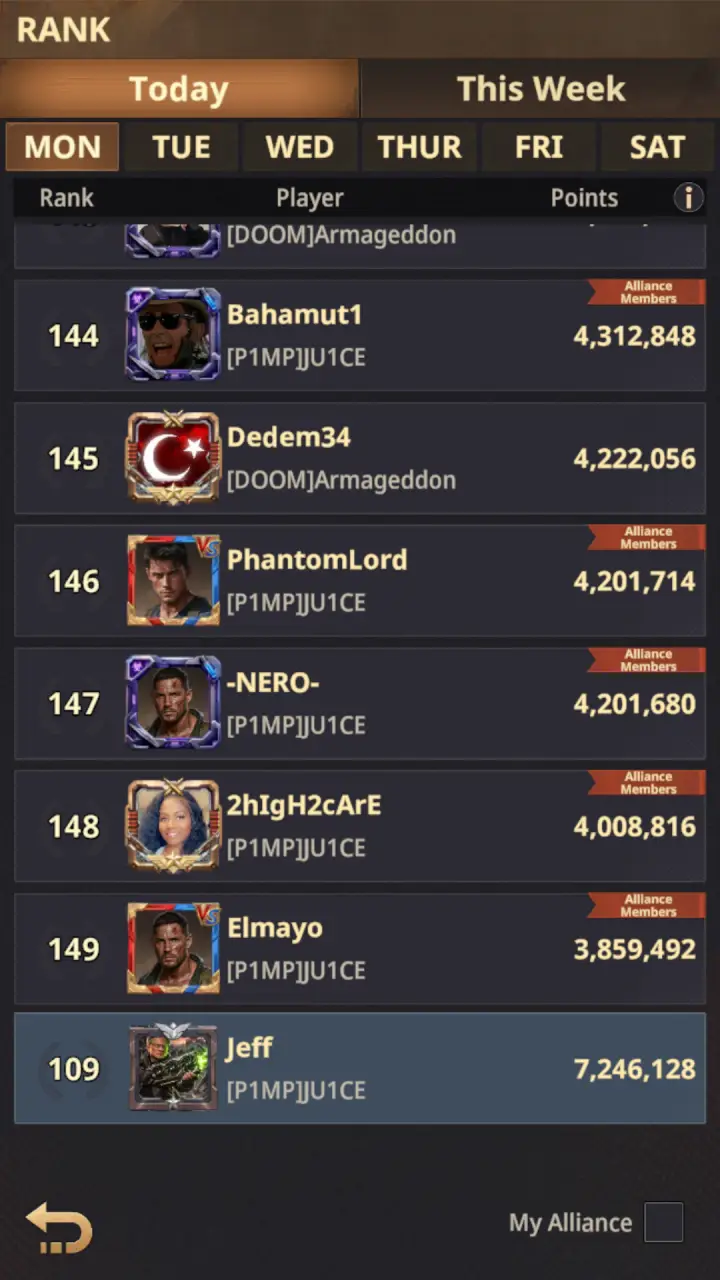 RANK
Today
This Week
MON
TUE
WED
THUR
FRI
SAT
Rank
Player
Points
i
[DOOM]Armageddon
Alliance
Members
144
Bahamut1
[P1MP]JU1CE
4,312,848
145
Dedem34
[DOOM]Armageddon
4,222,056
Alliance
Members
146
PhantomLord
[P1MP]JU1CE
4,201,714
Alliance
Members
147
-NERO-
[P1MP]JU1CE
4,201,680
Alliance
Members
148
2hIgH2cArE
[P1MP]JU1CE
4,008,816
Alliance
Members
149
Elmayo
[P1MP]JU1CE
3,859,492
109
Jeff
[P1MP]JU1CE
7,246,128
My Alliance